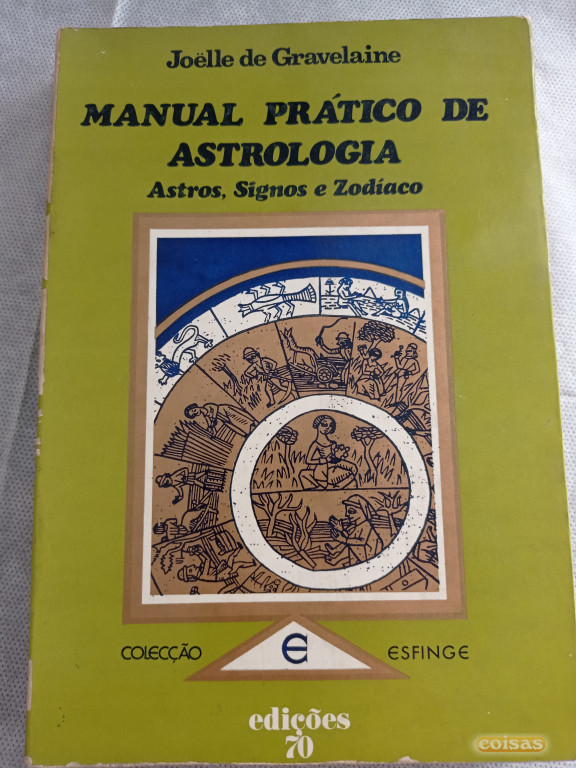 Joëlle de Gravelaine
MANUAL PRÁTICO DE
ASTROLOGIA
Astros, Signos e Zodíaco
COLECÇÃO E ESFINGE
edições
70
coisas